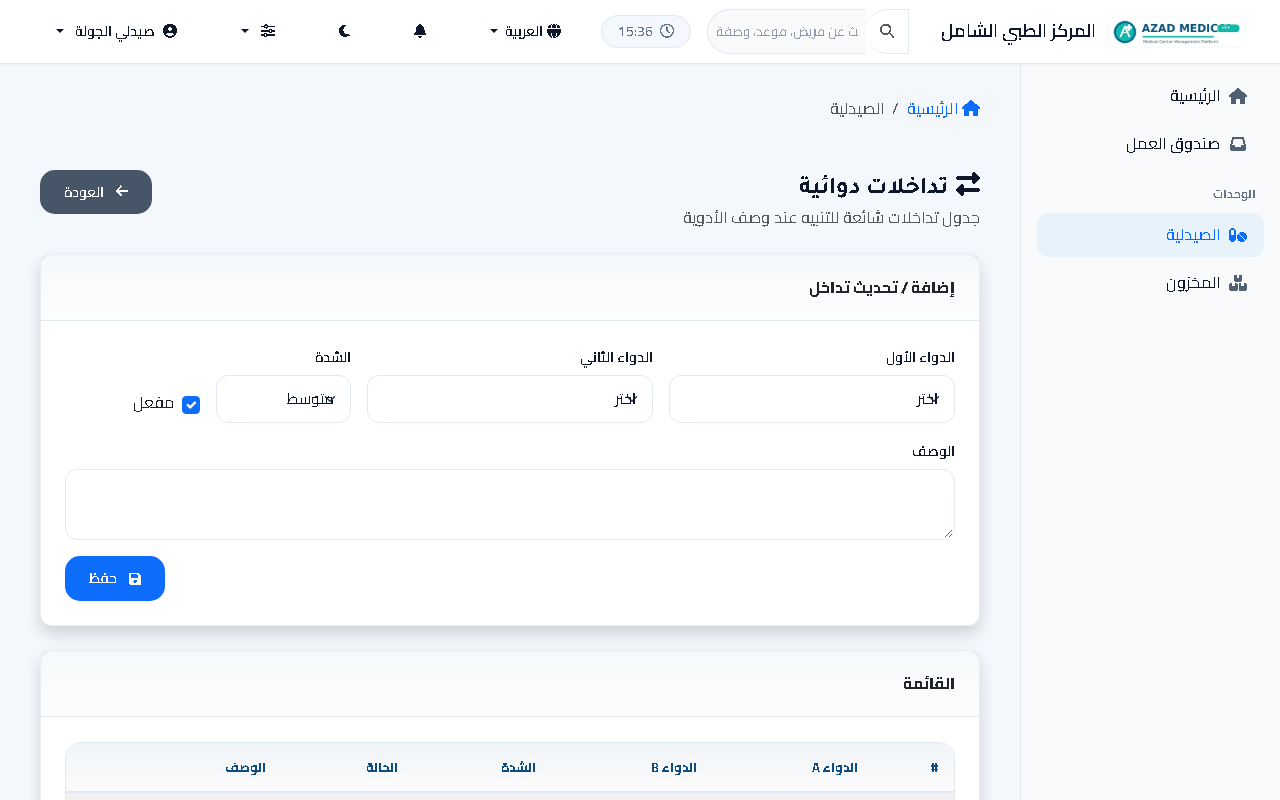 AZAD MEDIC
Medical Centre Management Platform
المركز الطبي الشامل
ث عن مريض، موعد، وصفة
15:36
العربية
صيدلي الجولة
الرئيسية
صندوق العمل
الوحدات
الصيدلية
المخزون
الرئيسية / الصيدلية
تداخلات دوائية
جدول تداخلات شائعة للتنبيه عند وصف الأدوية
العودة
إضافة / تحديث تداخل
الدواء الأول
الدواء الثاني
الشدة
اختر
اختر
متوسط
مفعل
الوصف
حفظ
القائمة
# الدواء A الدواء B الشدة الحالة الوصف